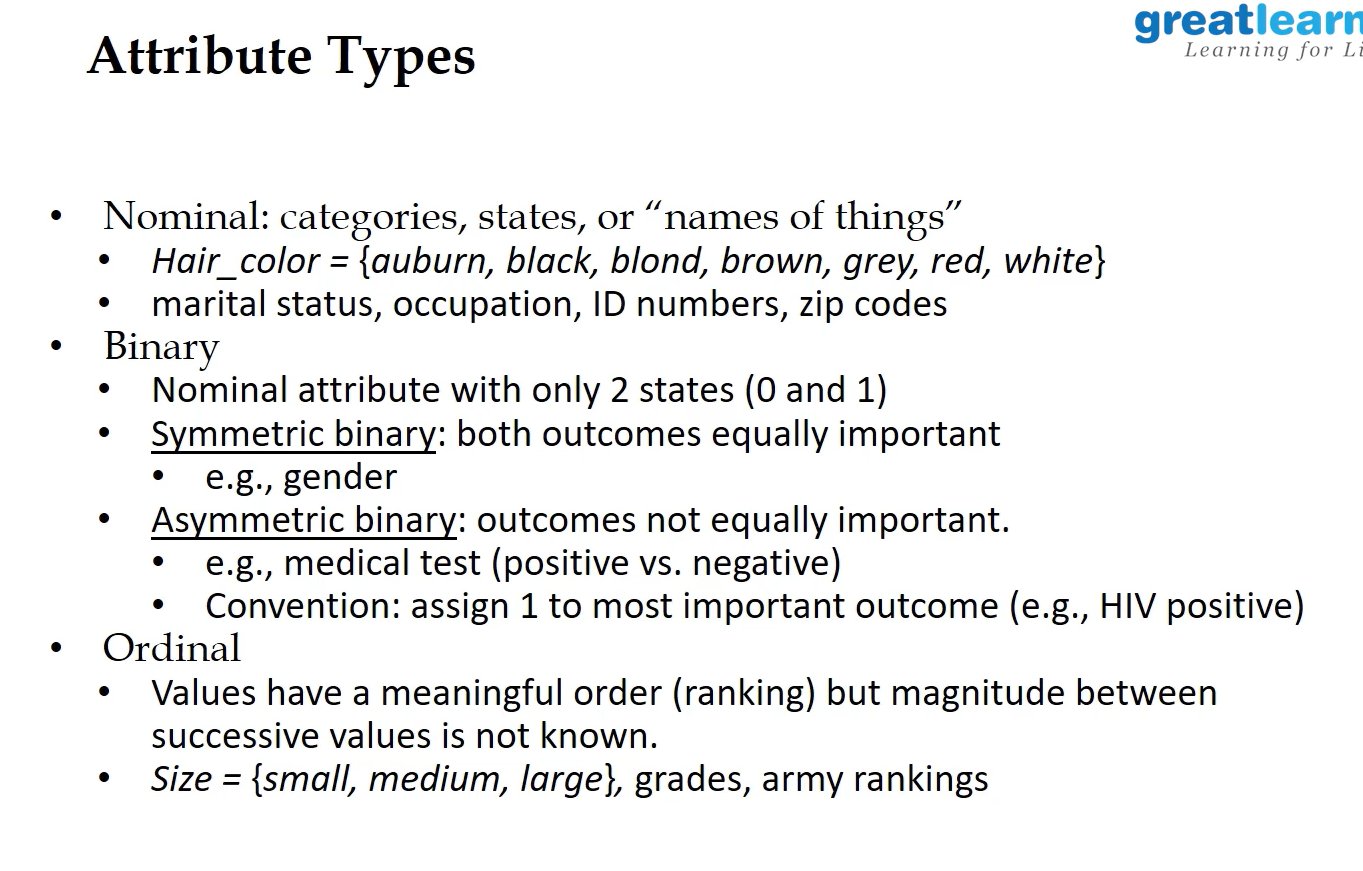 greatlearn
Learning for Li
Attribute Types
• Nominal: categories, states, or “names of things”
• Hair_color = {auburn, black, blond, brown, grey, red, white}
• marital status, occupation, ID numbers, zip codes
• Binary
• Nominal attribute with only 2 states (0 and 1)
• Symmetric binary: both outcomes equally important
• e.g., gender
• Asymmetric binary: outcomes not equally important.
• e.g., medical test (positive vs. negative)
• Convention: assign 1 to most important outcome (e.g., HIV positive)
• Ordinal
• Values have a meaningful order (ranking) but magnitude between
successive values is not known.
• Size = {small, medium, large}, grades, army rankings